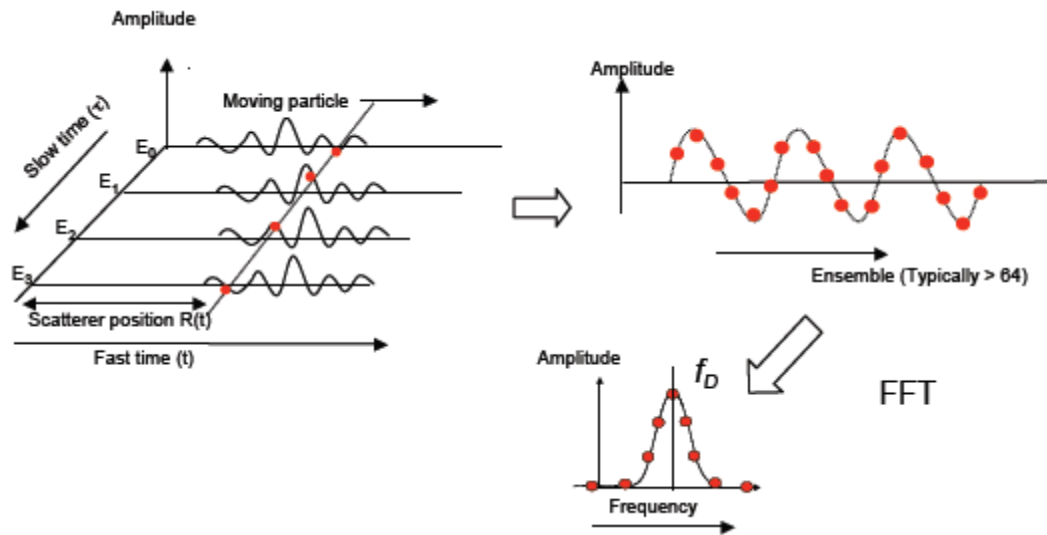 Amplitude
Slow time (τ)
Moving particle
E0
E1
E2
E3
Scatterer position R(t)
Fast time (t)
Amplitude
Ensemble (Typically > 64)
Amplitude
fD
FFT
Frequency